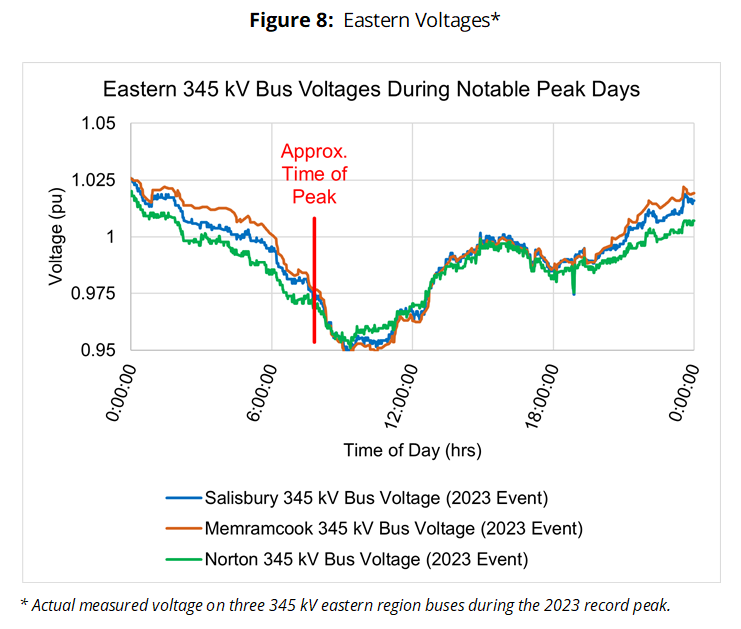 Figure 8: Eastern Voltages*
Eastern 345 kV Bus Voltages During Notable Peak Days
1.05
1.025
1
0.975
0.95
Voltage (pu)
Approx.
Time of
Peak
0:00:00
6:00:00
12:00:00
18:00:00
0:00:00
Time of Day (hrs)
Salisbury 345 kV Bus Voltage (2023 Event)
Memramcook 345 kV Bus Voltage (2023 Event)
Norton 345 kV Bus Voltage (2023 Event)
* Actual measured voltage on three 345 kV eastern region buses during the 2023 record peak.